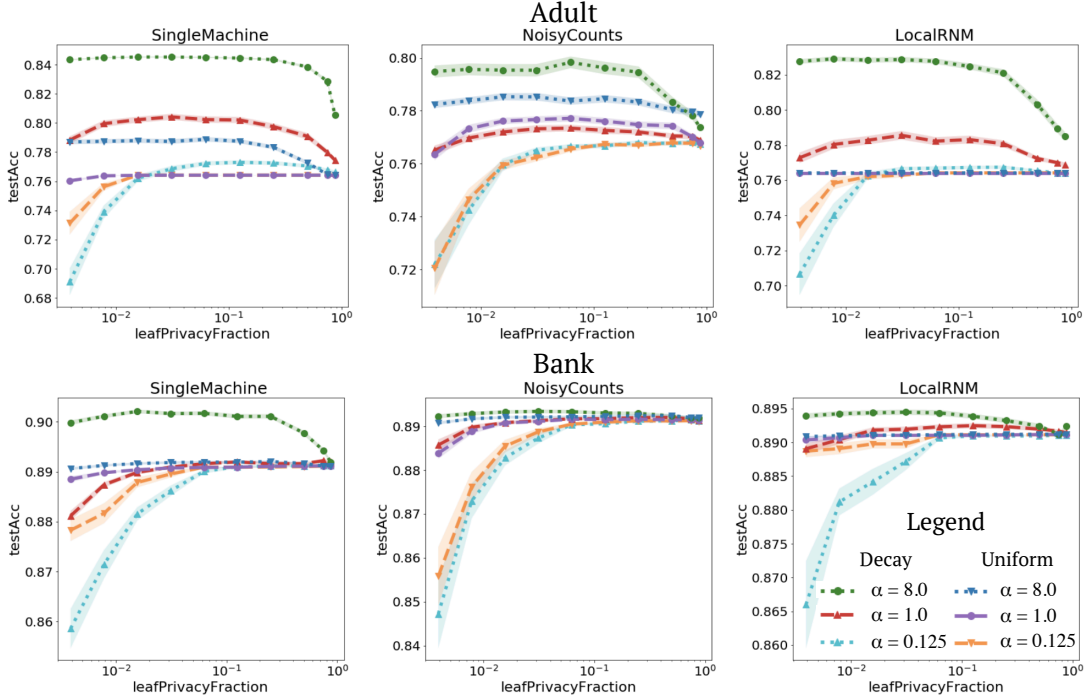 Adult
SingleMachine
NoisyCounts
LocalRNM
testAcc
0.84
0.82
0.80
0.78
0.76
0.74
0.72
0.70
0.68
10⁻²
10⁻¹
10⁰
leafPrivacyFraction
testAcc
0.80
0.78
0.76
0.74
0.72
10⁻²
10⁻¹
10⁰
leafPrivacyFraction
testAcc
0.82
0.80
0.78
0.76
0.74
0.72
0.70
10⁻²
10⁻¹
10⁰
leafPrivacyFraction
Bank
SingleMachine
NoisyCounts
LocalRNM
testAcc
0.90
0.89
0.88
0.87
0.86
10⁻²
10⁻¹
10⁰
leafPrivacyFraction
testAcc
0.89
0.88
0.87
0.86
0.85
0.84
10⁻²
10⁻¹
10⁰
leafPrivacyFraction
testAcc
0.895
0.890
0.885
0.880
0.875
0.870
0.865
0.860
10⁻²
10⁻¹
10⁰
leafPrivacyFraction
Legend
Decay Uniform
α = 8.0 α = 8.0
α = 1.0 α = 1.0
α = 0.125 α = 0.125